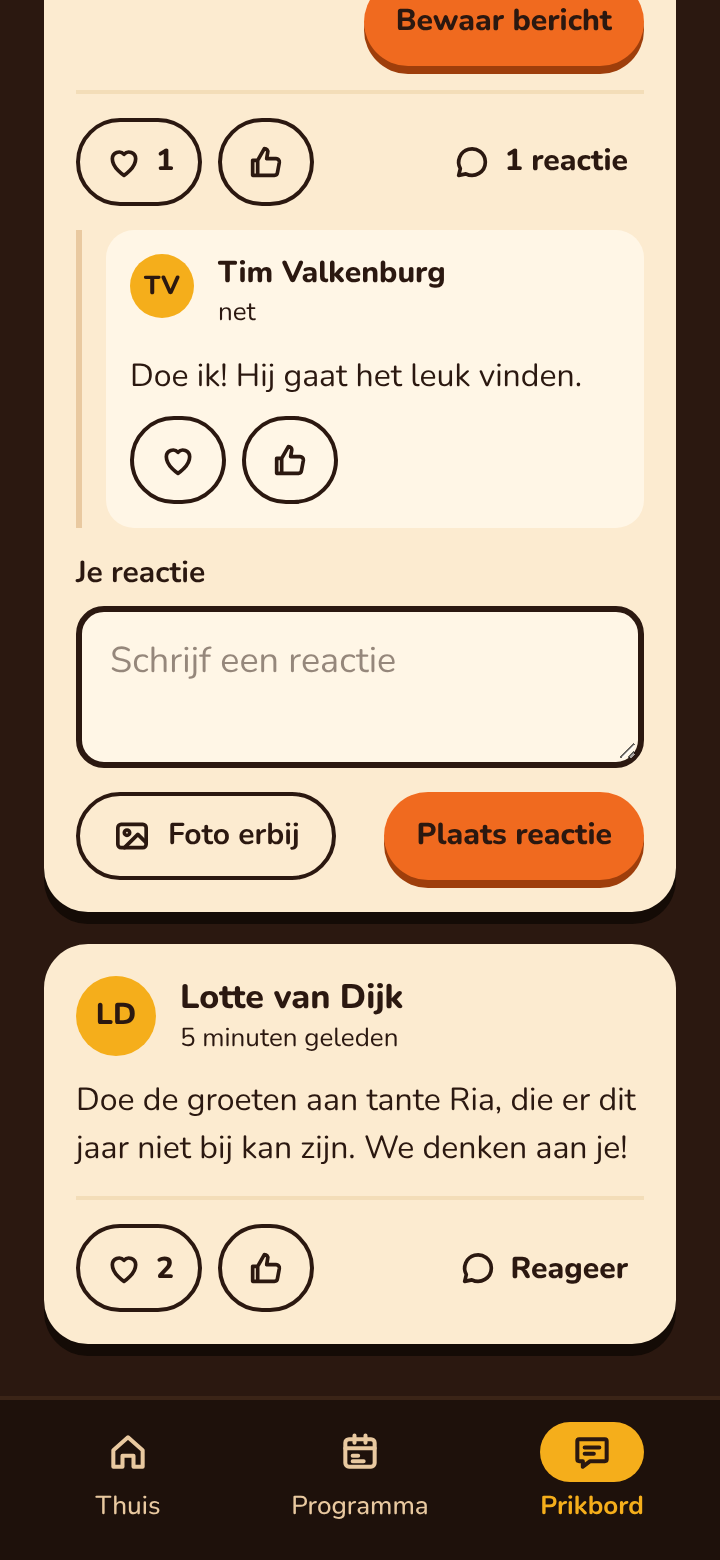 Bewaar bericht
1
1 reactie
TV
Tim Valkenburg
net
Doe ik! Hij gaat het leuk vinden.
Je reactie
Schrijf een reactie
Foto erbij
Plaats reactie
LD
Lotte van Dijk
5 minuten geleden
Doe de groeten aan tante Ria, die er dit
jaar niet bij kan zijn. We denken aan je!
2
Reageer
Thuis
Programma
Prikbord